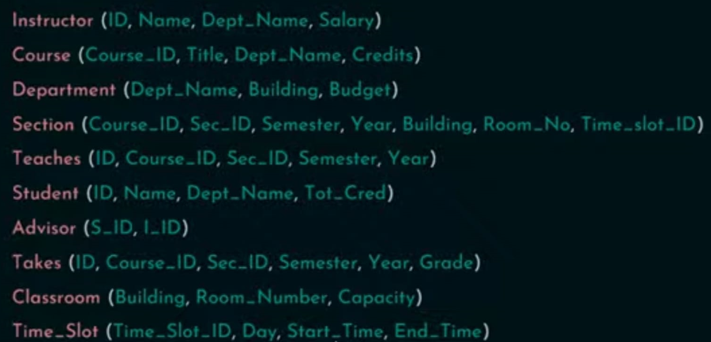 Instructor (ID, Name, Dept_Name, Salary)
Course (Course_ID, Title, Dept_Name, Credits)
Department (Dept_Name, Building, Budget)
Section (Course_ID, Sec_ID, Semester, Year, Building, Room_No, Time_slot_ID)
Teaches (ID, Course_ID, Sec_ID, Semester, Year)
Student (ID, Name, Dept_Name, Tot_Cred)
Advisor (S_ID, I_ID)
Takes (ID, Course_ID, Sec_ID, Semester, Year, Grade)
Classroom (Building, Room_Number, Capacity)
Time_Slot (Time_Slot_ID, Day, Start_Time, End_Time)